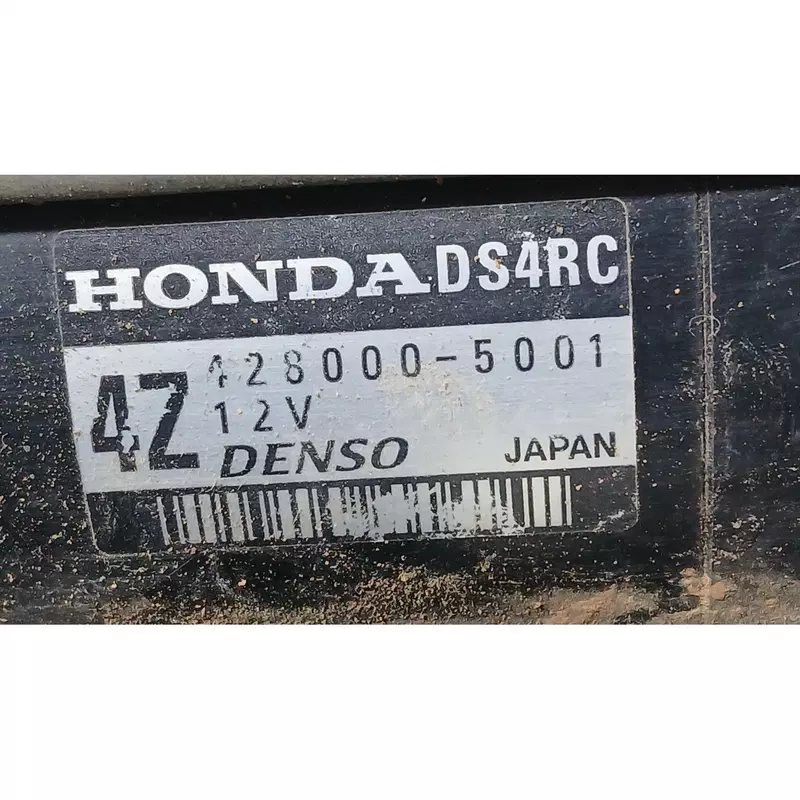 HONDA DS4RC
4Z
428000-5001
12V
DENSO JAPAN